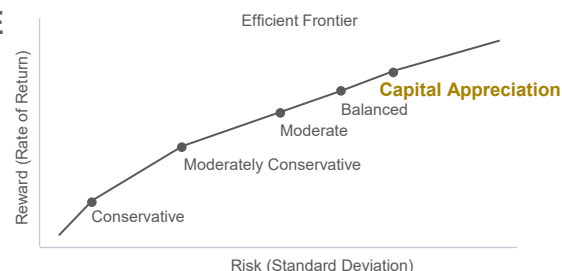 Efficient Frontier
Reward (Rate of Return)
Capital Appreciation
Balanced
Moderate
Moderately Conservative
Conservative
Risk (Standard Deviation)